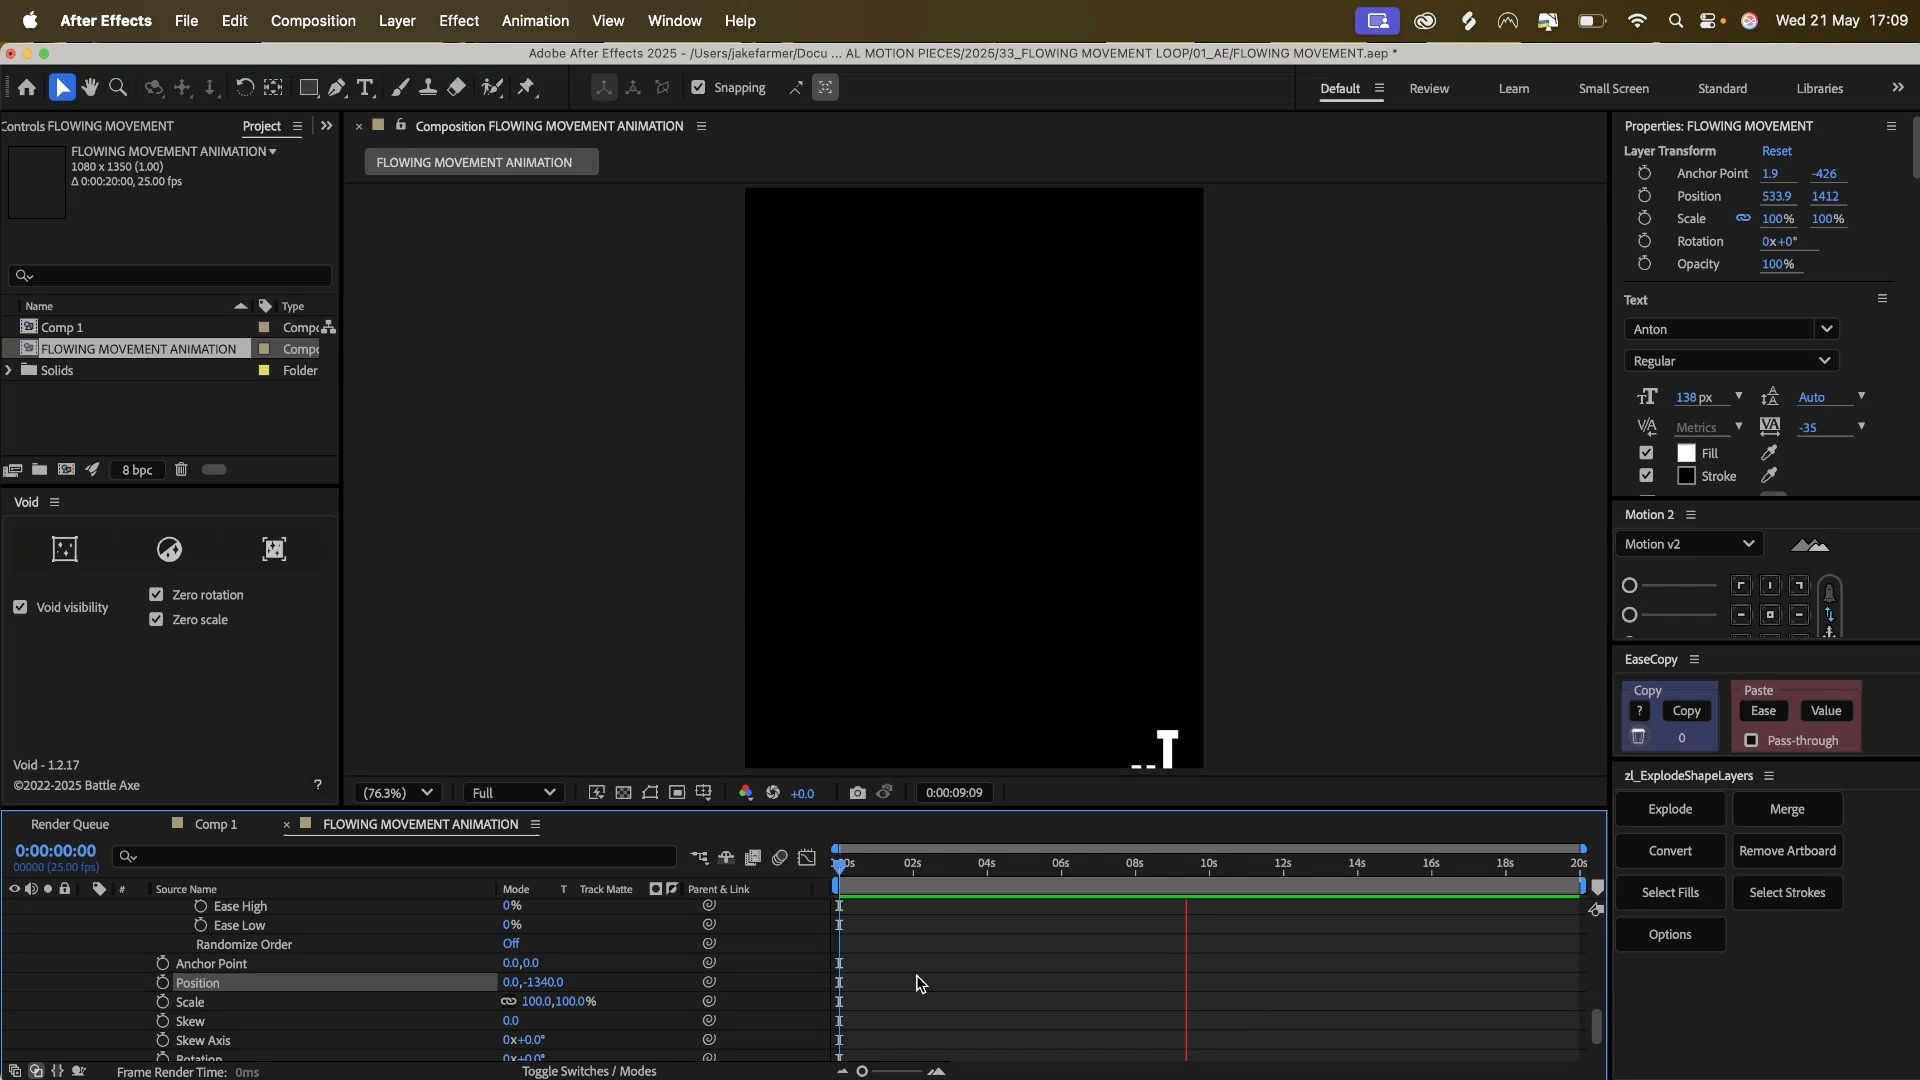 After Effects File Edit Composition Layer Effect Animation View Window Help Wed 21 May 17:09
Adobe After Effects 2025 - /Users/jakefarmer/Docu ... AL MOTION PIECES/2025/33_FLOWING MOVEMENT LOOP/01_AE/FLOWING MOVEMENT.aep *
Snapping Default Review Learn Small Screen Standard Libraries
Controls FLOWING MOVEMENT Project
FLOWING MOVEMENT ANIMATION
1080 x 1350 (1.00)
Δ 0:00:20:00, 25.00 fps
Name Type
Comp 1 Compo
FLOWING MOVEMENT ANIMATION Compo
Solids Folder
8 bpc
Void
Void visibility
Zero rotation
Zero scale
Void - 1.2.17
©2022-2025 Battle Axe ?
Composition FLOWING MOVEMENT ANIMATION
FLOWING MOVEMENT ANIMATION
T
(76.3%) Full +0.0 0:00:09:09
Properties: FLOWING MOVEMENT
Layer Transform Reset
Anchor Point 1.9 -426
Position 533.9 1412
Scale 100% 100%
Rotation 0x+0°
Opacity 100%
Text
Anton
Regular
138 px Auto
Metrics -35
Fill
Stroke
Motion 2
Motion v2
EaseCopy
Copy Paste
? Copy Ease Value
0 Pass-through
zl_ExplodeShapeLayers
Explode Merge
Convert Remove Artboard
Select Fills Select Strokes
Options
Render Queue Comp 1 FLOWING MOVEMENT ANIMATION
0:00:00:00
00000 (25.00 fps)
:00s 02s 04s 06s 08s 10s 12s 14s 16s 18s 20s
# Source Name Mode T Track Matte Parent & Link
Ease High 0%
Ease Low 0%
Randomize Order Off
Anchor Point 0.0,0.0
Position 0.0,-1340.0
Scale 100.0,100.0%
Skew 0.0
Skew Axis 0x+0.0°
Rotation 0x+0.0°
Frame Render Time: 0ms Toggle Switches / Modes